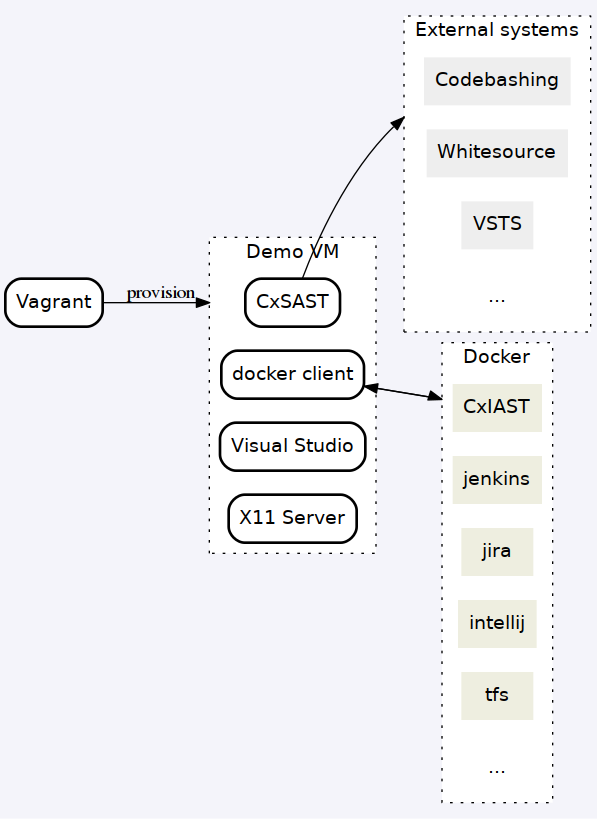 External systems
Codebashing
Whitesource
VSTS
...
Demo VM
Vagrant
provision
CxSAST
docker client
Visual Studio
X11 Server
Docker
CxIAST
jenkins
jira
intellij
tfs
...